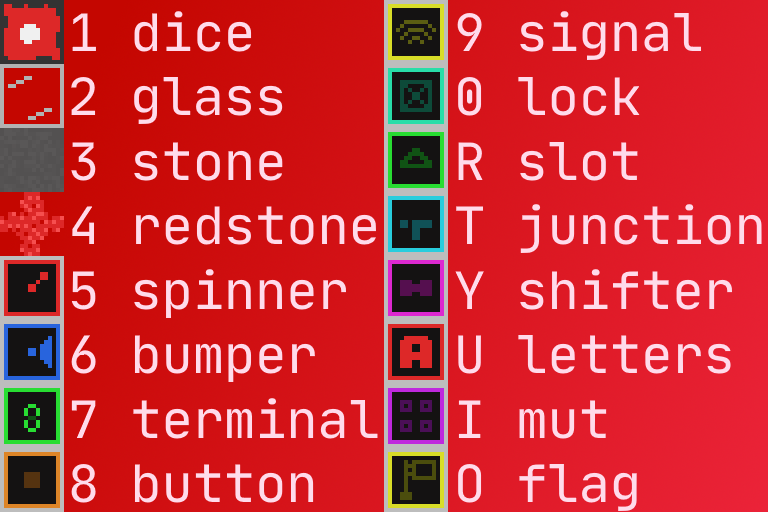 1 dice
2 glass
3 stone
4 redstone
5 spinner
6 bumper
7 terminal
8 button
9 signal
0 lock
R slot
T junction
Y shifter
A U letters
I mut
O flag